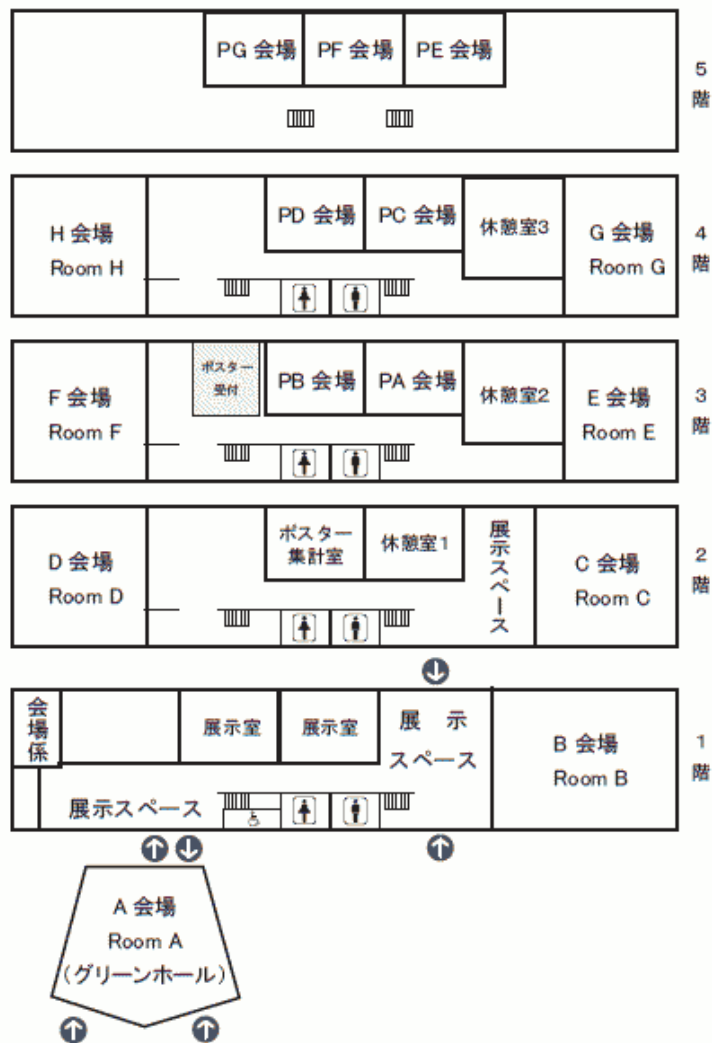 PG 会場
PF 会場
PE 会場
5
階
H 会場
Room H
PD 会場
PC 会場
休憩室3
G 会場
Room G
4
階
F 会場
Room F
ポスター
受付
PB 会場
PA 会場
休憩室2
E 会場
Room E
3
階
D 会場
Room D
ポスター
集計室
休憩室1
展示スペース
C 会場
Room C
2
階
会場係
展示室
展示室
展 示
スペース
B 会場
Room B
1
階
展示スペース
A 会場
Room A
(グリーンホール)